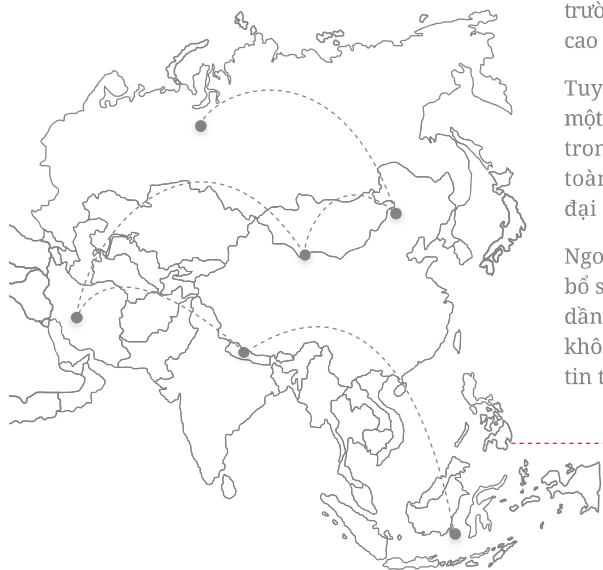 trườ
cao
Tuy
một
tron
toàn
đại
Ngo
bổ s
dần
khô
tin t